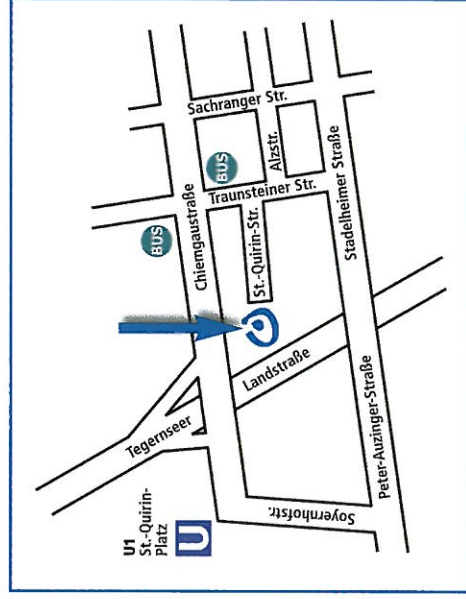 U1
St.-Quirin-
Platz
U
BUS
BUS
Tegernseer
Landstraße
Chiemgaustraße
Sachranger Str.
Alzstr.
Traunsteiner Str.
St.-Quirin-Str.
Stadelheimer Straße
Peter-Auzinger-Straße
Soyernhofstr.